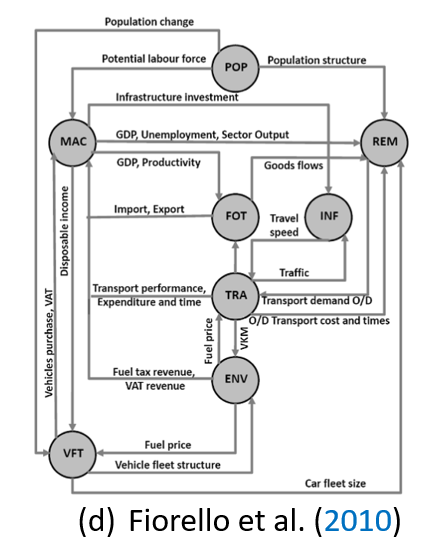 Population change
Potential labour force
POP
Population structure
Infrastructure investment
MAC
GDP, Unemployment, Sector Output
REM
GDP, Productivity
Goods flows
Disposable income
Import, Export
FOT
Travel
speed
INF
Traffic
Transport performance,
Expenditure and time
TRA
Transport demand O/D
O/D Transport cost and times
Vehicles purchase, VAT
Fuel price
VKM
Fuel tax revenue,
VAT revenue
ENV
VFT
Fuel price
Vehicle fleet structure
Car fleet size
(d) Fiorello et al. (2010)